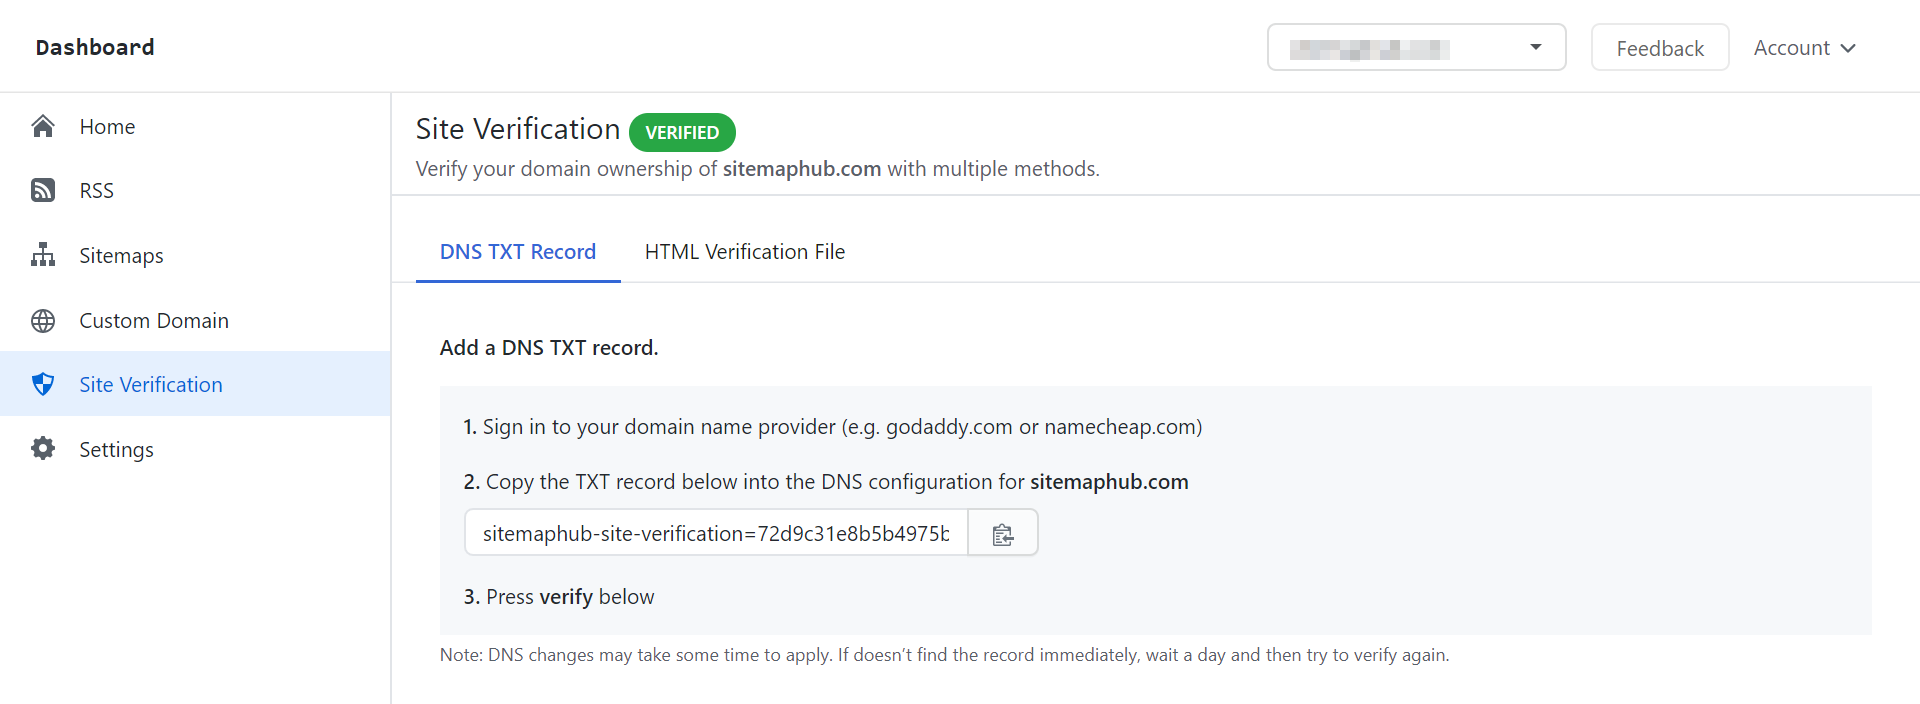 Dashboard
Feedback
Account
Home
RSS
Sitemaps
Custom Domain
Site Verification
Settings
Site Verification VERIFIED
Verify your domain ownership of sitemaphub.com with multiple methods.
DNS TXT Record
HTML Verification File
Add a DNS TXT record.
1. Sign in to your domain name provider (e.g. godaddy.com or namecheap.com)
2. Copy the TXT record below into the DNS configuration for sitemaphub.com
sitemaphub-site-verification=72d9c31e8b5b4975b
3. Press verify below
Note: DNS changes may take some time to apply. If doesn’t find the record immediately, wait a day and then try to verify again.